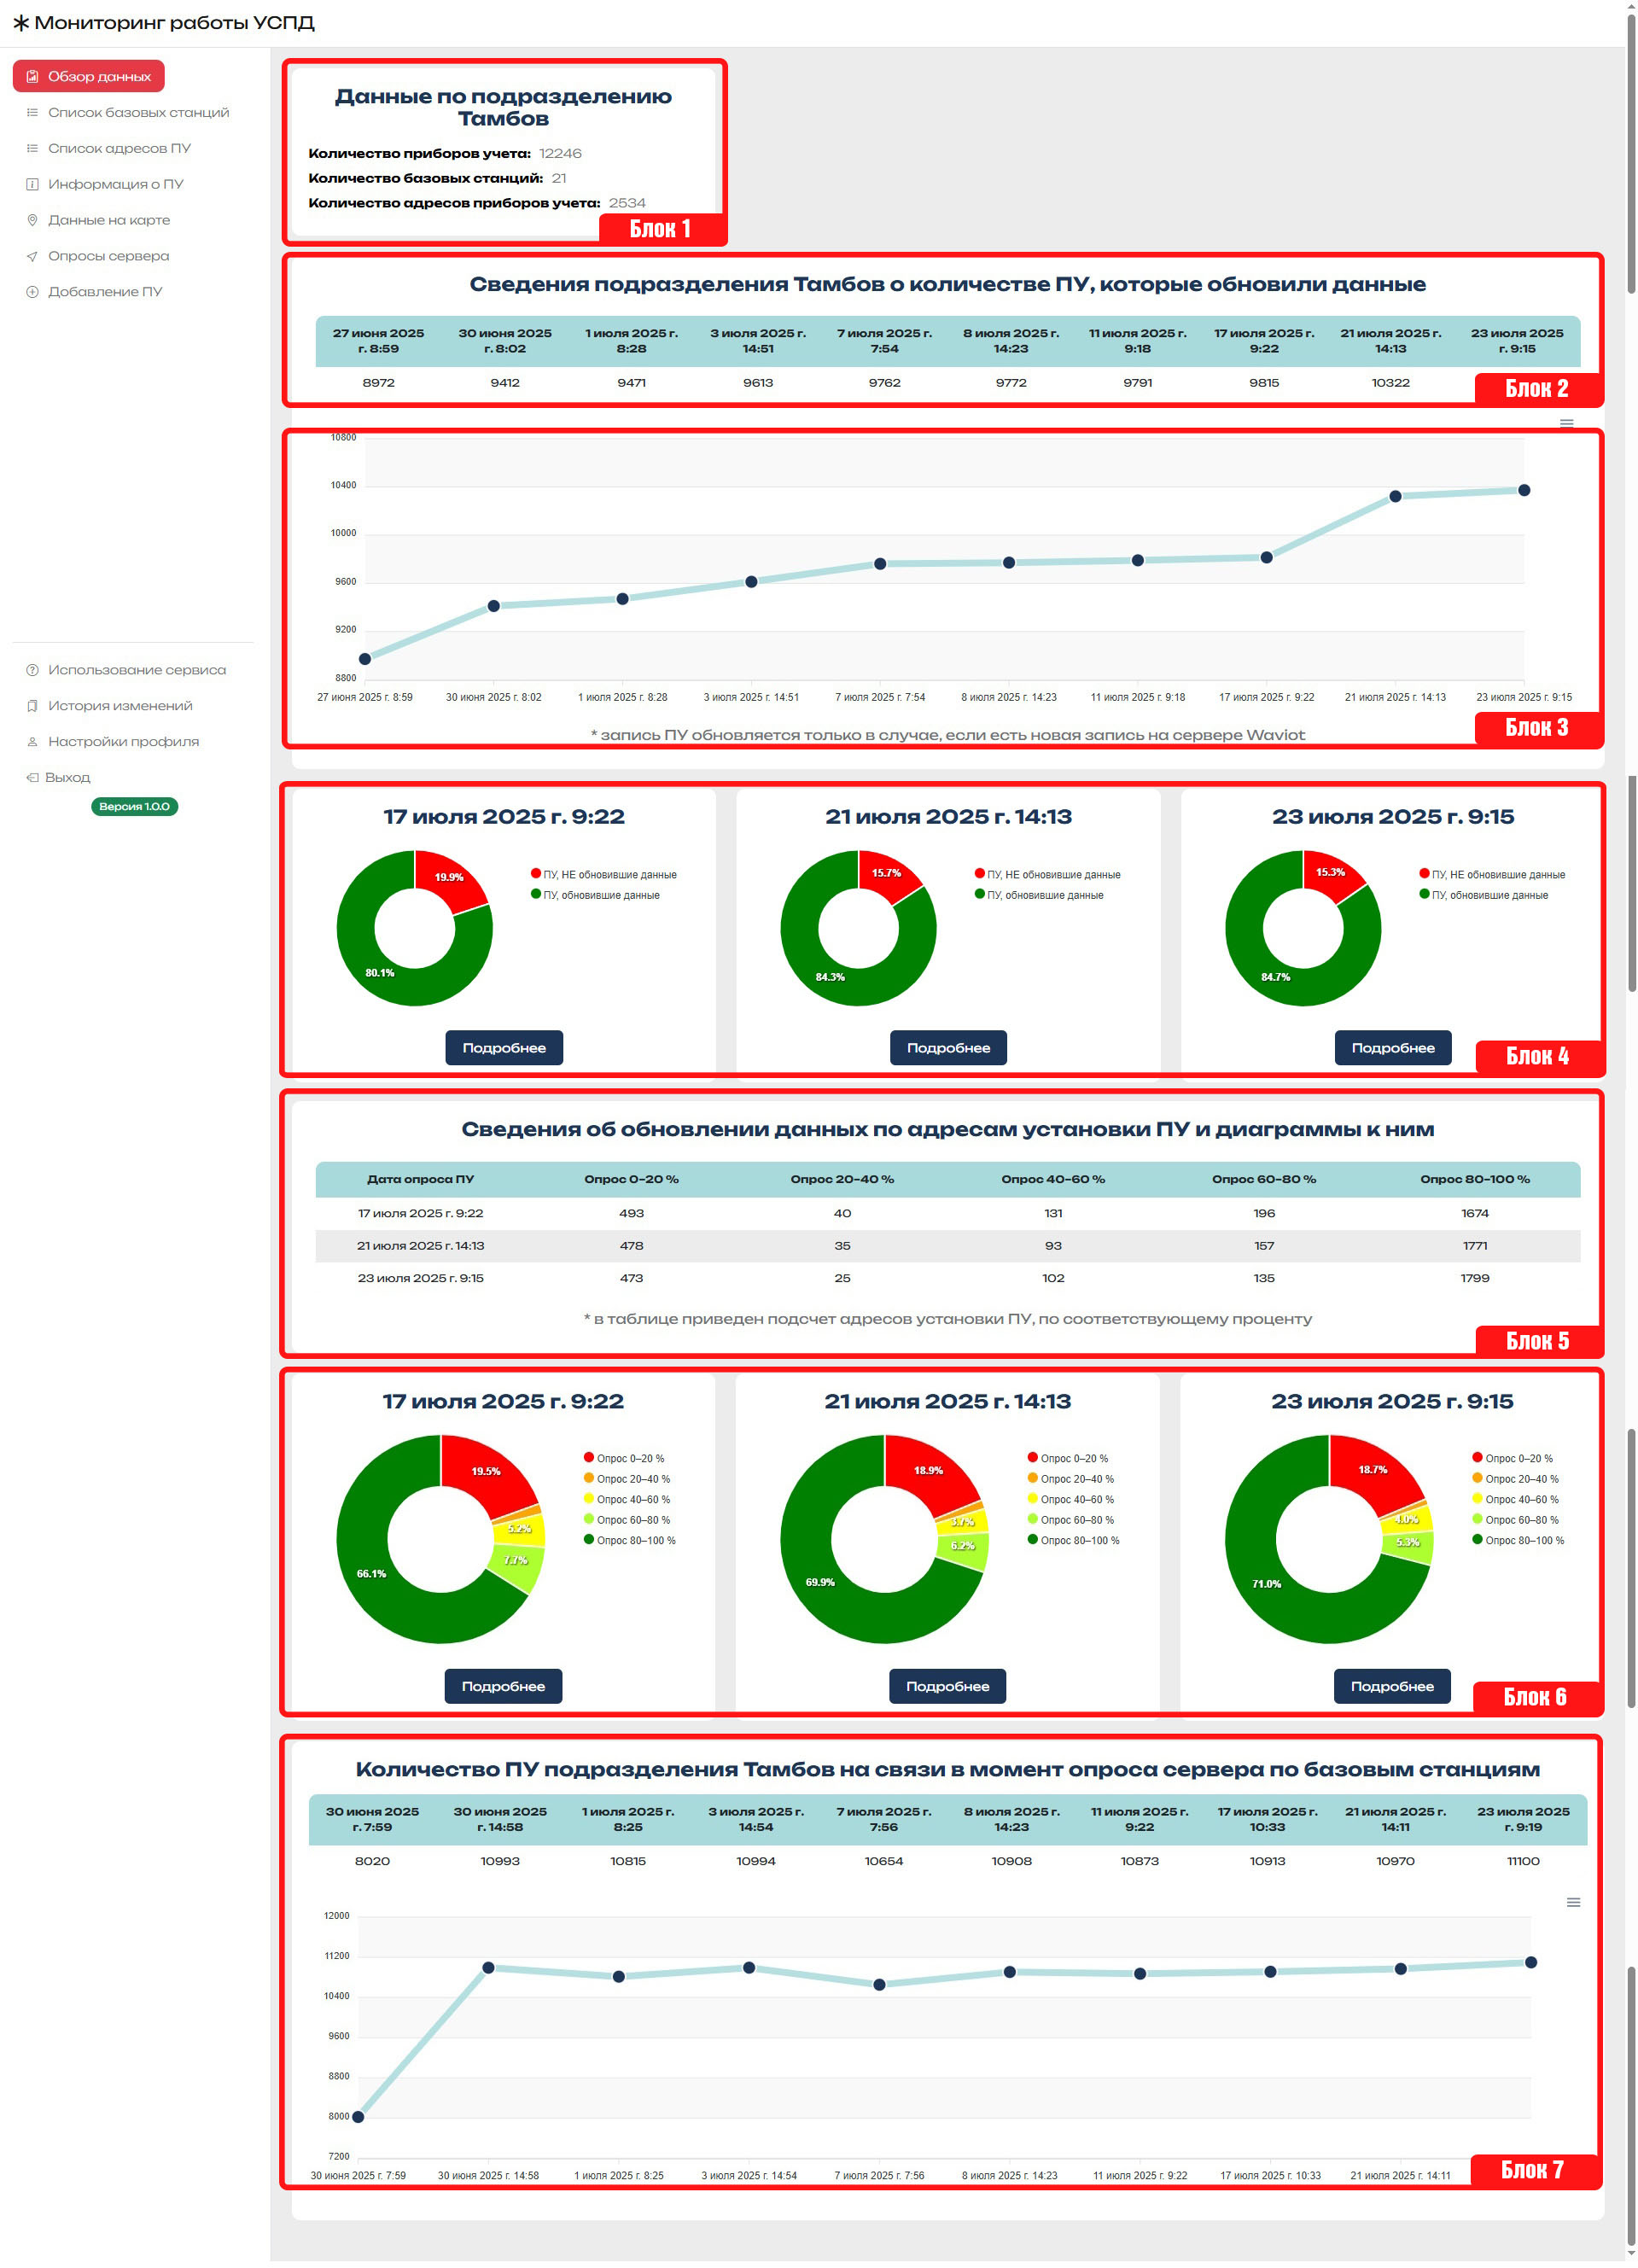 Мониторинг работы УСПД
Обзор данных
Список базовых станций
Список адресов ПУ
Информация о ПУ
Данные на карте
Опросы сервера
Добавление ПУ
Использование сервиса
История изменений
Настройки профиля
Выход
Версия 1.0.0
Данные по подразделению
Тамбов
Количество приборов учета: 12246
Количество базовых станций: 21
Количество адресов приборов учета: 2534
Блок 1
Сведения подразделения Тамбов о количестве ПУ, которые обновили данные
27 июня 2025 30 июня 2025 1 июля 2025 г. 3 июля 2025 г. 7 июля 2025 г. 8 июля 2025 г. 11 июля 2025 г. 17 июля 2025 г. 21 июля 2025 г. 23 июля 2025
г. 8:59 г. 8:02 8:28 14:51 7:54 14:23 9:18 9:22 14:13 г. 9:15
8972 9412 9471 9613 9762 9772 9791 9815 10322
Блок 2
10800
10400
10000
9600
9200
8800
27 июня 2025 г. 8:59 30 июня 2025 г. 8:02 1 июля 2025 г. 8:28 3 июля 2025 г. 14:51 7 июля 2025 г. 7:54 8 июля 2025 г. 14:23 11 июля 2025 г. 9:18 17 июля 2025 г. 9:22 21 июля 2025 г. 14:13 23 июля 2025 г. 9:15
* запись ПУ обновляется только в случае, если есть новая запись на сервере Waviot
Блок 3
17 июля 2025 г. 9:22
19.9%
80.1%
ПУ, НЕ обновившие данные
ПУ, обновившие данные
Подробнее
21 июля 2025 г. 14:13
15.7%
84.3%
ПУ, НЕ обновившие данные
ПУ, обновившие данные
Подробнее
23 июля 2025 г. 9:15
15.3%
84.7%
ПУ, НЕ обновившие данные
ПУ, обновившие данные
Подробнее
Блок 4
Сведения об обновлении данных по адресам установки ПУ и диаграммы к ним
Дата опроса ПУ Опрос 0-20 % Опрос 20-40 % Опрос 40-60 % Опрос 60-80 % Опрос 80-100 %
17 июля 2025 г. 9:22 493 40 131 196 1674
21 июля 2025 г. 14:13 478 35 93 157 1771
23 июля 2025 г. 9:15 473 25 102 135 1799
* в таблице приведен подсчет адресов установки ПУ, по соответствующему проценту
Блок 5
17 июля 2025 г. 9:22
19.5%
5.2%
7.7%
66.1%
Опрос 0–20 %
Опрос 20–40 %
Опрос 40–60 %
Опрос 60–80 %
Опрос 80–100 %
Подробнее
21 июля 2025 г. 14:13
18.9%
3.7%
6.2%
69.9%
Опрос 0–20 %
Опрос 20–40 %
Опрос 40–60 %
Опрос 60–80 %
Опрос 80–100 %
Подробнее
23 июля 2025 г. 9:15
18.7%
4.0%
5.3%
71.0%
Опрос 0–20 %
Опрос 20–40 %
Опрос 40–60 %
Опрос 60–80 %
Опрос 80–100 %
Подробнее
Блок 6
Количество ПУ подразделения Тамбов на связи в момент опроса сервера по базовым станциям
30 июня 2025 30 июня 2025 1 июля 2025 г. 3 июля 2025 г. 7 июля 2025 г. 8 июля 2025 г. 11 июля 2025 г. 17 июля 2025 г. 21 июля 2025 г. 23 июля 2025
г. 7:59 г. 14:58 8:25 14:54 7:56 14:23 9:22 10:33 14:11 г. 9:19
8020 10993 10815 10994 10654 10908 10873 10913 10970 11100
12000
11200
10400
9600
8800
8000
7200
30 июня 2025 г. 7:59 30 июня 2025 г. 14:58 1 июля 2025 г. 8:25 3 июля 2025 г. 14:54 7 июля 2025 г. 7:56 8 июля 2025 г. 14:23 11 июля 2025 г. 9:22 17 июля 2025 г. 10:33 21 июля 2025 г. 14:11
Блок 7